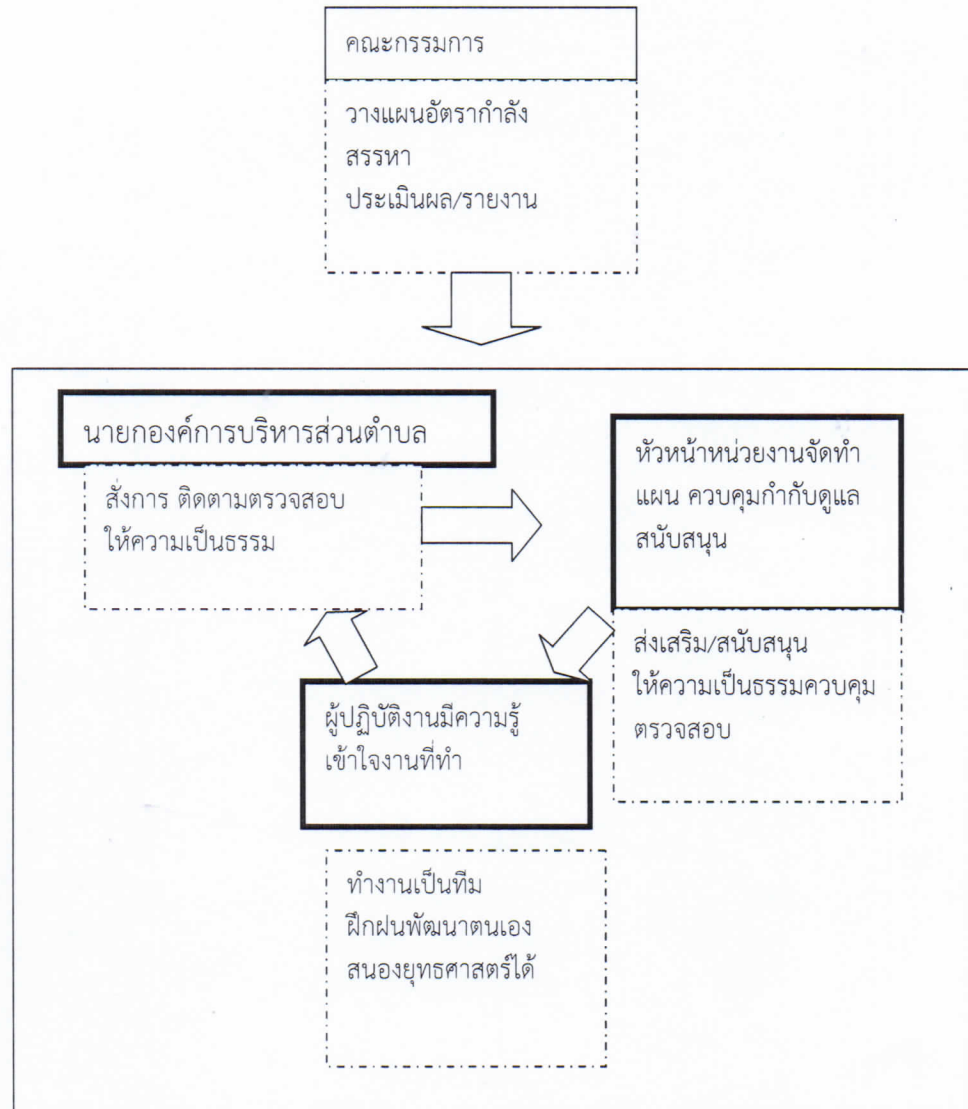 คณะกรรมการ
วางแผนอัตรากำลัง
สรรหา
ประเมินผล/รายงาน
นายกองค์การบริหารส่วนตำบล
สั่งการ ติดตามตรวจสอบ
ให้ความเป็นธรรม
หัวหน้าหน่วยงานจัดทำ
แผน ควบคุมกำกับดูแล
สนับสนุน
ส่งเสริม/สนับสนุน
ให้ความเป็นธรรมควบคุม
ตรวจสอบ
ผู้ปฏิบัติงานมีความรู้
เข้าใจงานที่ทำ
ทำงานเป็นทีม
ฝึกฝนพัฒนาตนเอง
สนองยุทธศาสตร์ได้